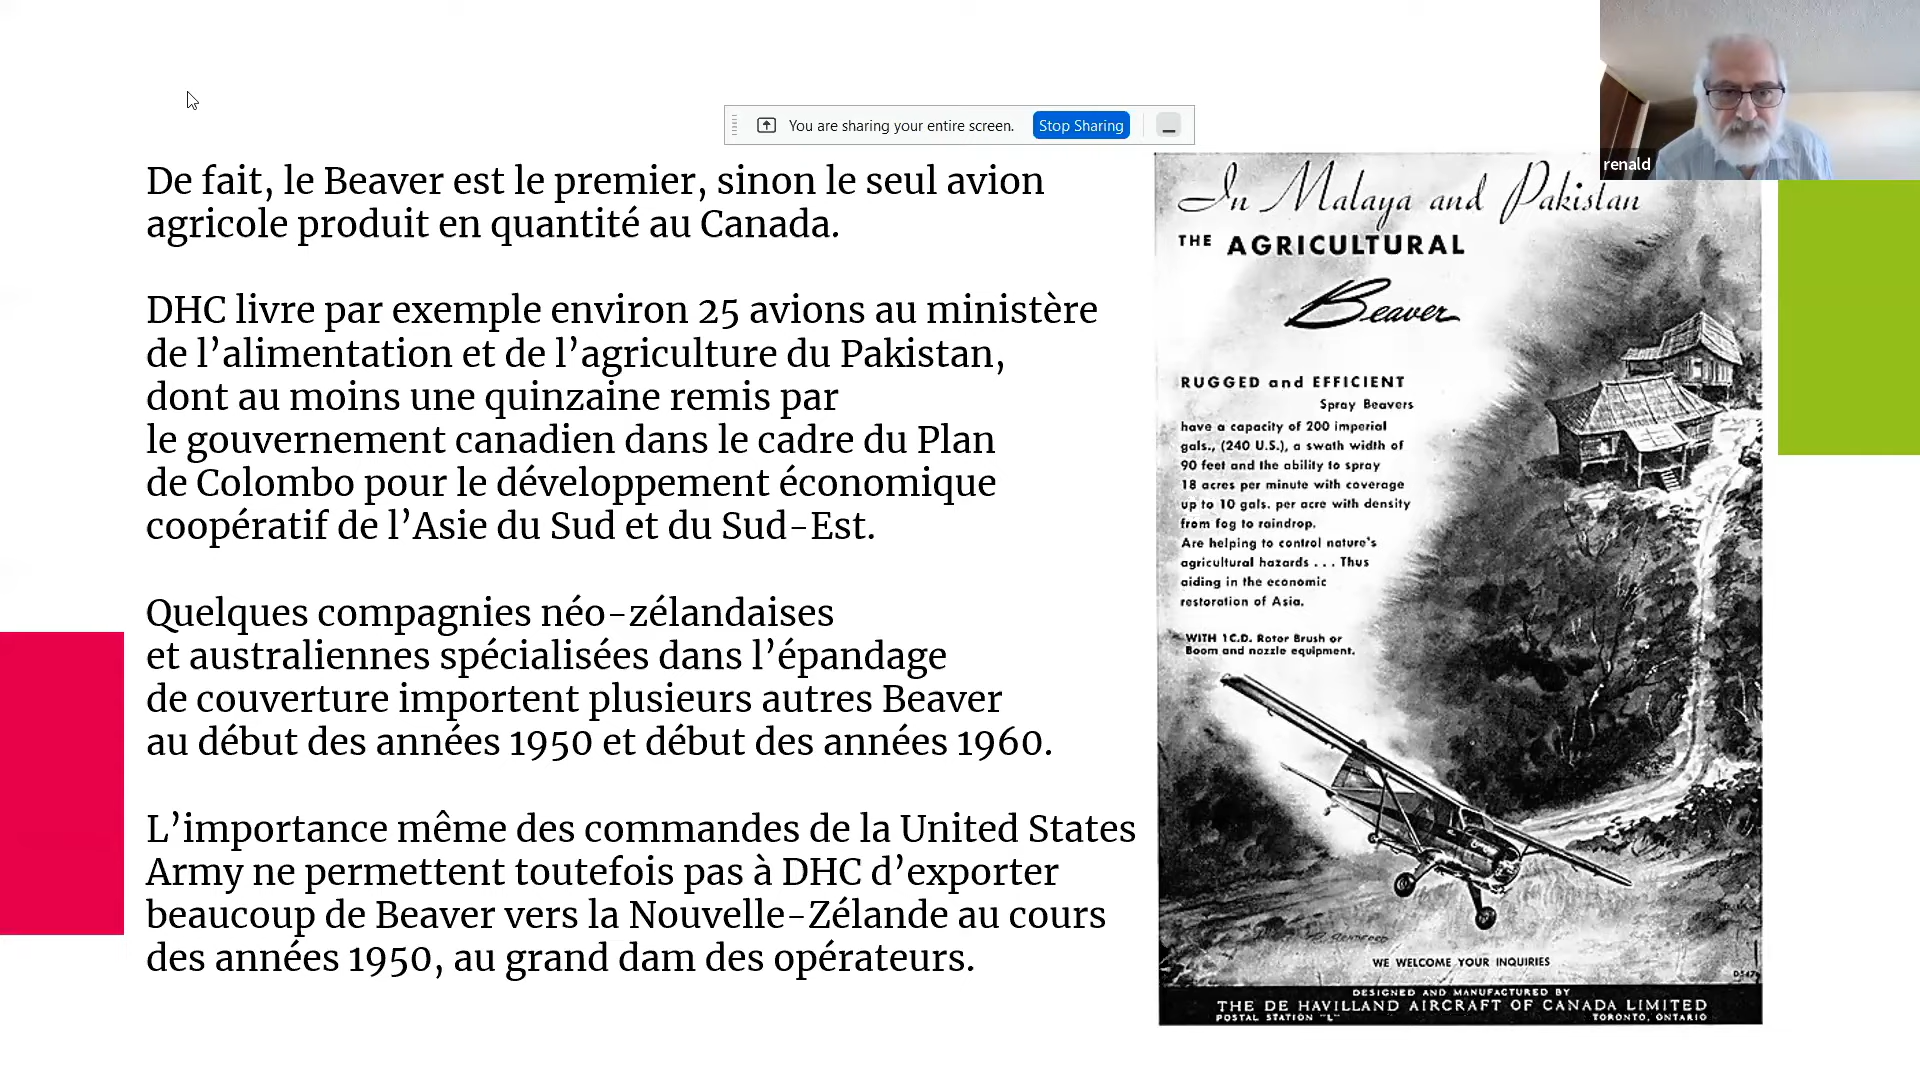 You are sharing your entire screen. Stop Sharing
renald
De fait, le Beaver est le premier, sinon le seul avion
agricole produit en quantité au Canada.
DHC livre par exemple environ 25 avions au ministère
de l’alimentation et de l’agriculture du Pakistan,
dont au moins une quinzaine remis par
le gouvernement canadien dans le cadre du Plan
de Colombo pour le développement économique
coopératif de l’Asie du Sud et du Sud-Est.
Quelques compagnies néo-zélandaises
et australiennes spécialisées dans l’épandage
de couverture importent plusieurs autres Beaver
au début des années 1950 et début des années 1960.
L’importance même des commandes de la United States
Army ne permettent toutefois pas à DHC d’exporter
beaucoup de Beaver vers la Nouvelle-Zélande au cours
des années 1950, au grand dam des opérateurs.
In Malaya and Pakistan
THE AGRICULTURAL
Beaver
RUGGED and EFFICIENT
Spray Beavers
have a capacity of 200 imperial
gals., (240 U.S.), a swath width of
90 feet and the ability to spray
18 acres per minute with coverage
up to 10 gals. per acre with density
from fog to raindrop.
Are helping to control nature's
agricultural hazards . . . Thus
aiding in the economic
restoration of Asia.
WITH 1C.D. Rotor Brush or
Boom and nozzle equipment.
WE WELCOME YOUR INQUIRIES
DESIGNED AND MANUFACTURED BY
THE DE HAVILLAND AIRCRAFT OF CANADA LIMITED
POSTAL STATION "L" TORONTO, ONTARIO